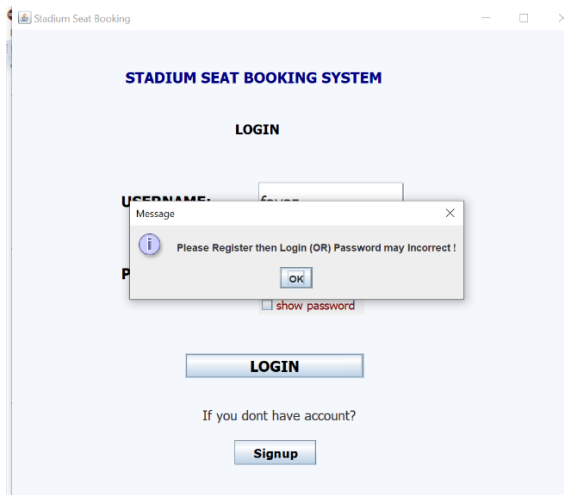 Stadium Seat Booking
STADIUM SEAT BOOKING SYSTEM
LOGIN
USERNAME:
Message
Please Register then Login (OR) Password may Incorrect !
OK
show password
LOGIN
If you dont have account?
Signup